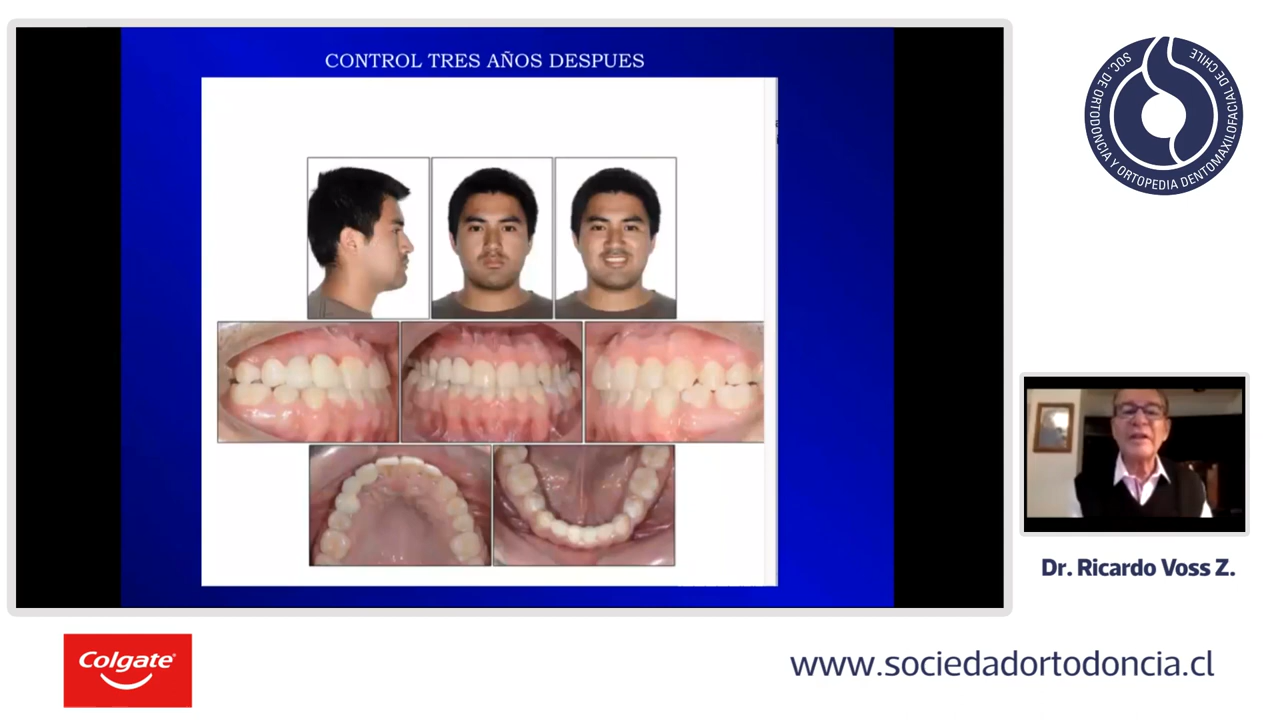 CONTROL TRES AÑOS DESPUES
SOC. DE ORTODONCIA Y ORTOPEDIA DENTOMAXILOFACIAL DE CHILE
Dr. Ricardo Voss Z.
Colgate®
www.sociedadortodoncia.cl